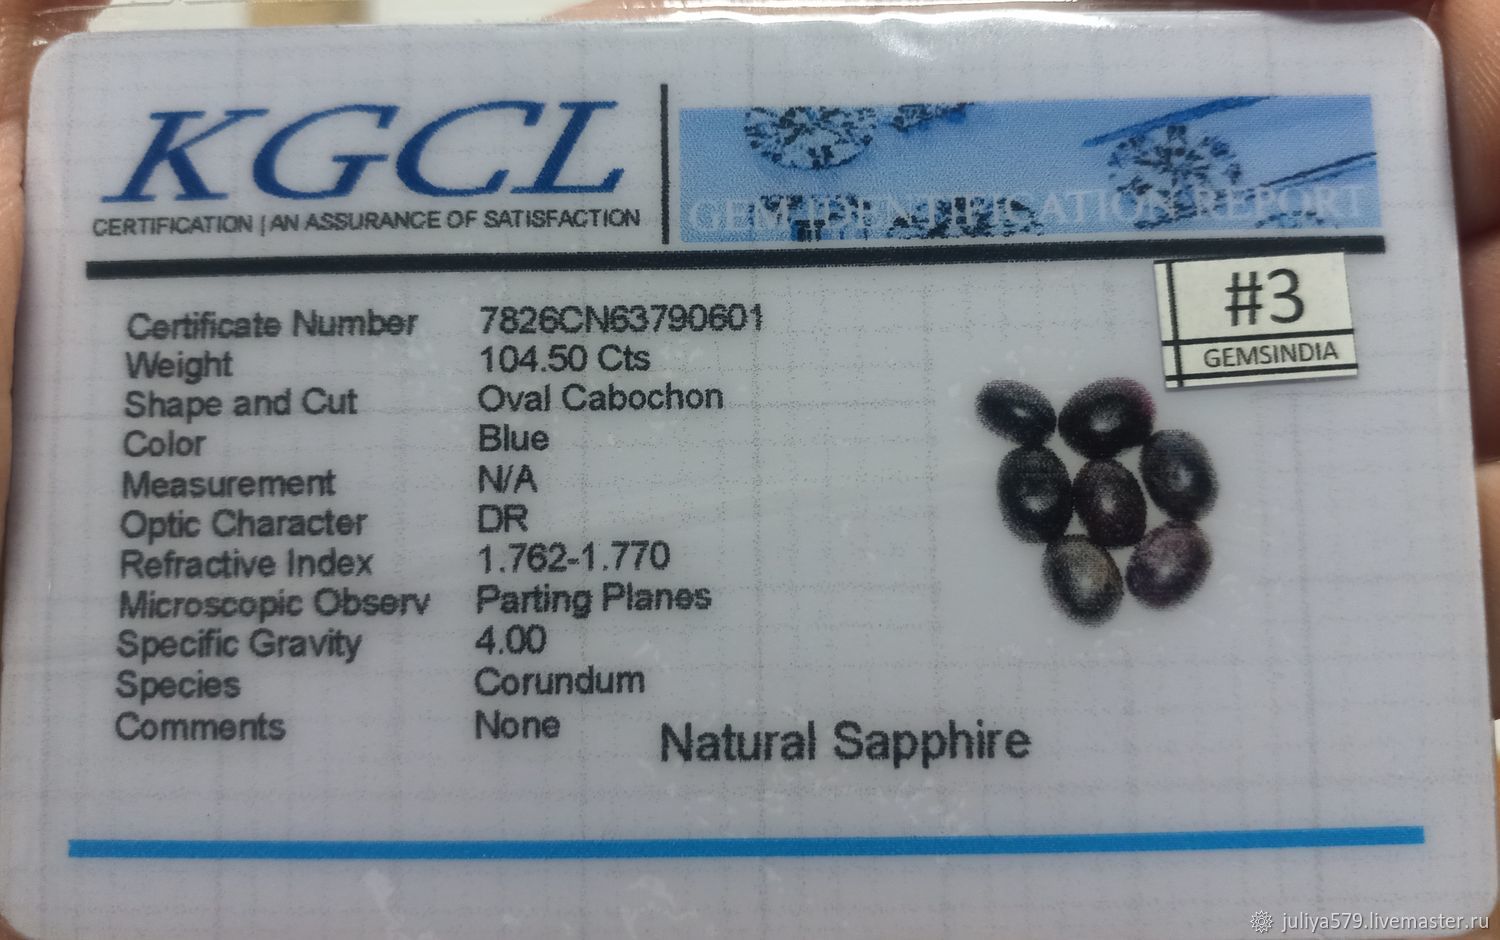 KGCL
CERTIFICATION | AN ASSURANCE OF SATISFACTION
GEM IDENTIFICATION REPORT
#3
GEMSINDIA
Certificate Number 7826CN63790601
Weight 104.50 Cts
Shape and Cut Oval Cabochon
Color Blue
Measurement N/A
Optic Character DR
Refractive Index 1.762-1.770
Microscopic Observ Parting Planes
Specific Gravity 4.00
Species Corundum
Comments None
Natural Sapphire
juliya579.livemaster.ru